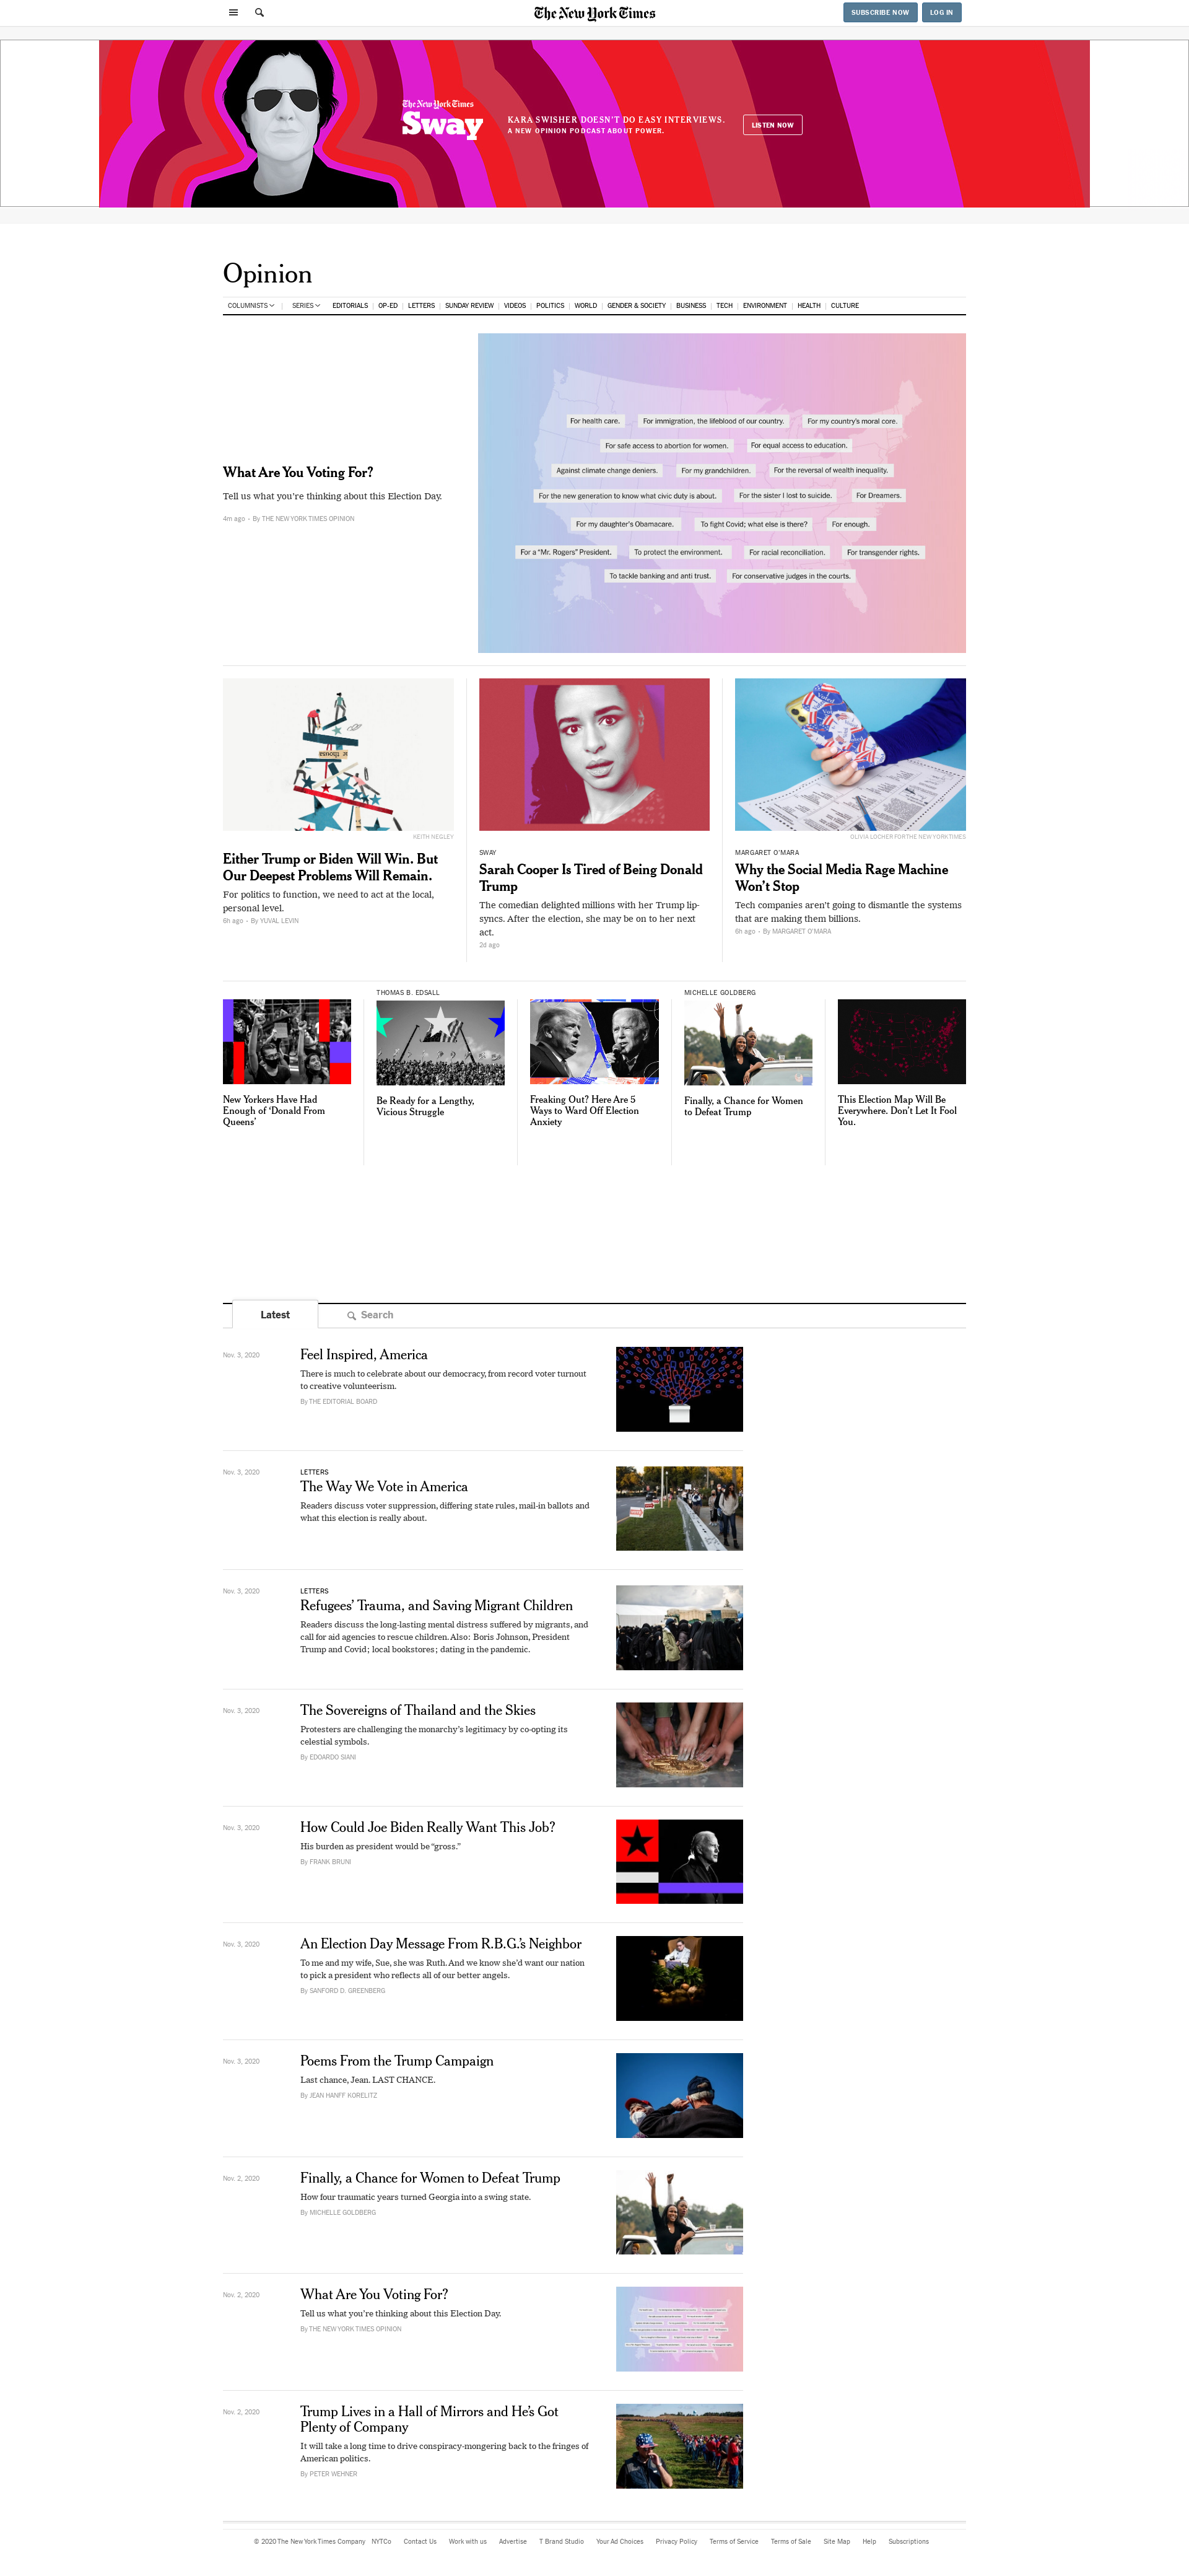 The New York Times
SUBSCRIBE NOW
LOG IN
The New York Times
Sway
KARA SWISHER DOESN'T DO EASY INTERVIEWS.
A NEW OPINION PODCAST ABOUT POWER.
LISTEN NOW
Opinion
COLUMNISTS | SERIES EDITORIALS | OP-ED | LETTERS | SUNDAY REVIEW | VIDEOS | POLITICS | WORLD | GENDER & SOCIETY | BUSINESS | TECH | ENVIRONMENT | HEALTH | CULTURE
What Are You Voting For?
Tell us what you're thinking about this Election Day.
4m ago • By THE NEW YORK TIMES OPINION
For health care. For immigration, the lifeblood of our country. For my country's moral core.
For safe access to abortion for women. For equal access to education.
Against climate change deniers. For my grandchildren. For the reversal of wealth inequality.
For the new generation to know what civic duty is about. For the sister I lost to suicide. For Dreamers.
For my daughter's Obamacare. To fight Covid; what else is there? For enough.
For a "Mr. Rogers" President. To protect the environment. For racial reconciliation. For transgender rights.
To tackle banking and anti trust. For conservative judges in the courts.
KEITH NEGLEY
Either Trump or Biden Will Win. But
Our Deepest Problems Will Remain.
For politics to function, we need to act at the local,
personal level.
6h ago • By YUVAL LEVIN
SWAY
Sarah Cooper Is Tired of Being Donald
Trump
The comedian delighted millions with her Trump lip-
syncs. After the election, she may be on to her next
act.
2d ago
OLIVIA LOCHER FOR THE NEW YORK TIMES
MARGARET O'MARA
Why the Social Media Rage Machine
Won't Stop
Tech companies aren't going to dismantle the systems
that are making them billions.
6h ago • By MARGARET O'MARA
New Yorkers Have Had
Enough of 'Donald From
Queens'
THOMAS B. EDSALL
Be Ready for a Lengthy,
Vicious Struggle
Freaking Out? Here Are 5
Ways to Ward Off Election
Anxiety
MICHELLE GOLDBERG
Finally, a Chance for Women
to Defeat Trump
This Election Map Will Be
Everywhere. Don't Let It Fool
You.
Latest
Search
Nov. 3, 2020
Feel Inspired, America
There is much to celebrate about our democracy, from record voter turnout
to creative volunteerism.
By THE EDITORIAL BOARD
Nov. 3, 2020
LETTERS
The Way We Vote in America
Readers discuss voter suppression, differing state rules, mail-in ballots and
what this election is really about.
Nov. 3, 2020
LETTERS
Refugees' Trauma, and Saving Migrant Children
Readers discuss the long-lasting mental distress suffered by migrants, and
call for aid agencies to rescue children. Also: Boris Johnson, President
Trump and Covid; local bookstores; dating in the pandemic.
Nov. 3, 2020
The Sovereigns of Thailand and the Skies
Protesters are challenging the monarchy's legitimacy by co-opting its
celestial symbols.
By EDOARDO SIANI
Nov. 3, 2020
How Could Joe Biden Really Want This Job?
His burden as president would be "gross."
By FRANK BRUNI
Nov. 3, 2020
An Election Day Message From R.B.G.'s Neighbor
To me and my wife, Sue, she was Ruth. And we know she'd want our nation
to pick a president who reflects all of our better angels.
By SANFORD D. GREENBERG
Nov. 3, 2020
Poems From the Trump Campaign
Last chance, Jean. LAST CHANCE.
By JEAN HANFF KORELITZ
Nov. 2, 2020
Finally, a Chance for Women to Defeat Trump
How four traumatic years turned Georgia into a swing state.
By MICHELLE GOLDBERG
Nov. 2, 2020
What Are You Voting For?
Tell us what you're thinking about this Election Day.
By THE NEW YORK TIMES OPINION
Nov. 2, 2020
Trump Lives in a Hall of Mirrors and He's Got
Plenty of Company
It will take a long time to drive conspiracy-mongering back to the fringes of
American politics.
By PETER WEHNER
© 2020 The New York Times Company NYTCo Contact Us Work with us Advertise T Brand Studio Your Ad Choices Privacy Policy Terms of Service Terms of Sale Site Map Help Subscriptions